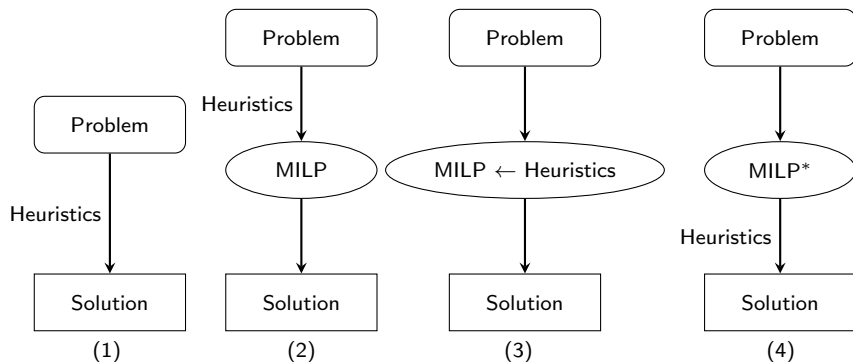 Problem
Heuristics
Solution
(1)
Problem
Heuristics
MILP
Solution
(2)
Problem
MILP ← Heuristics
Solution
(3)
Problem
MILP*
Heuristics
Solution
(4)